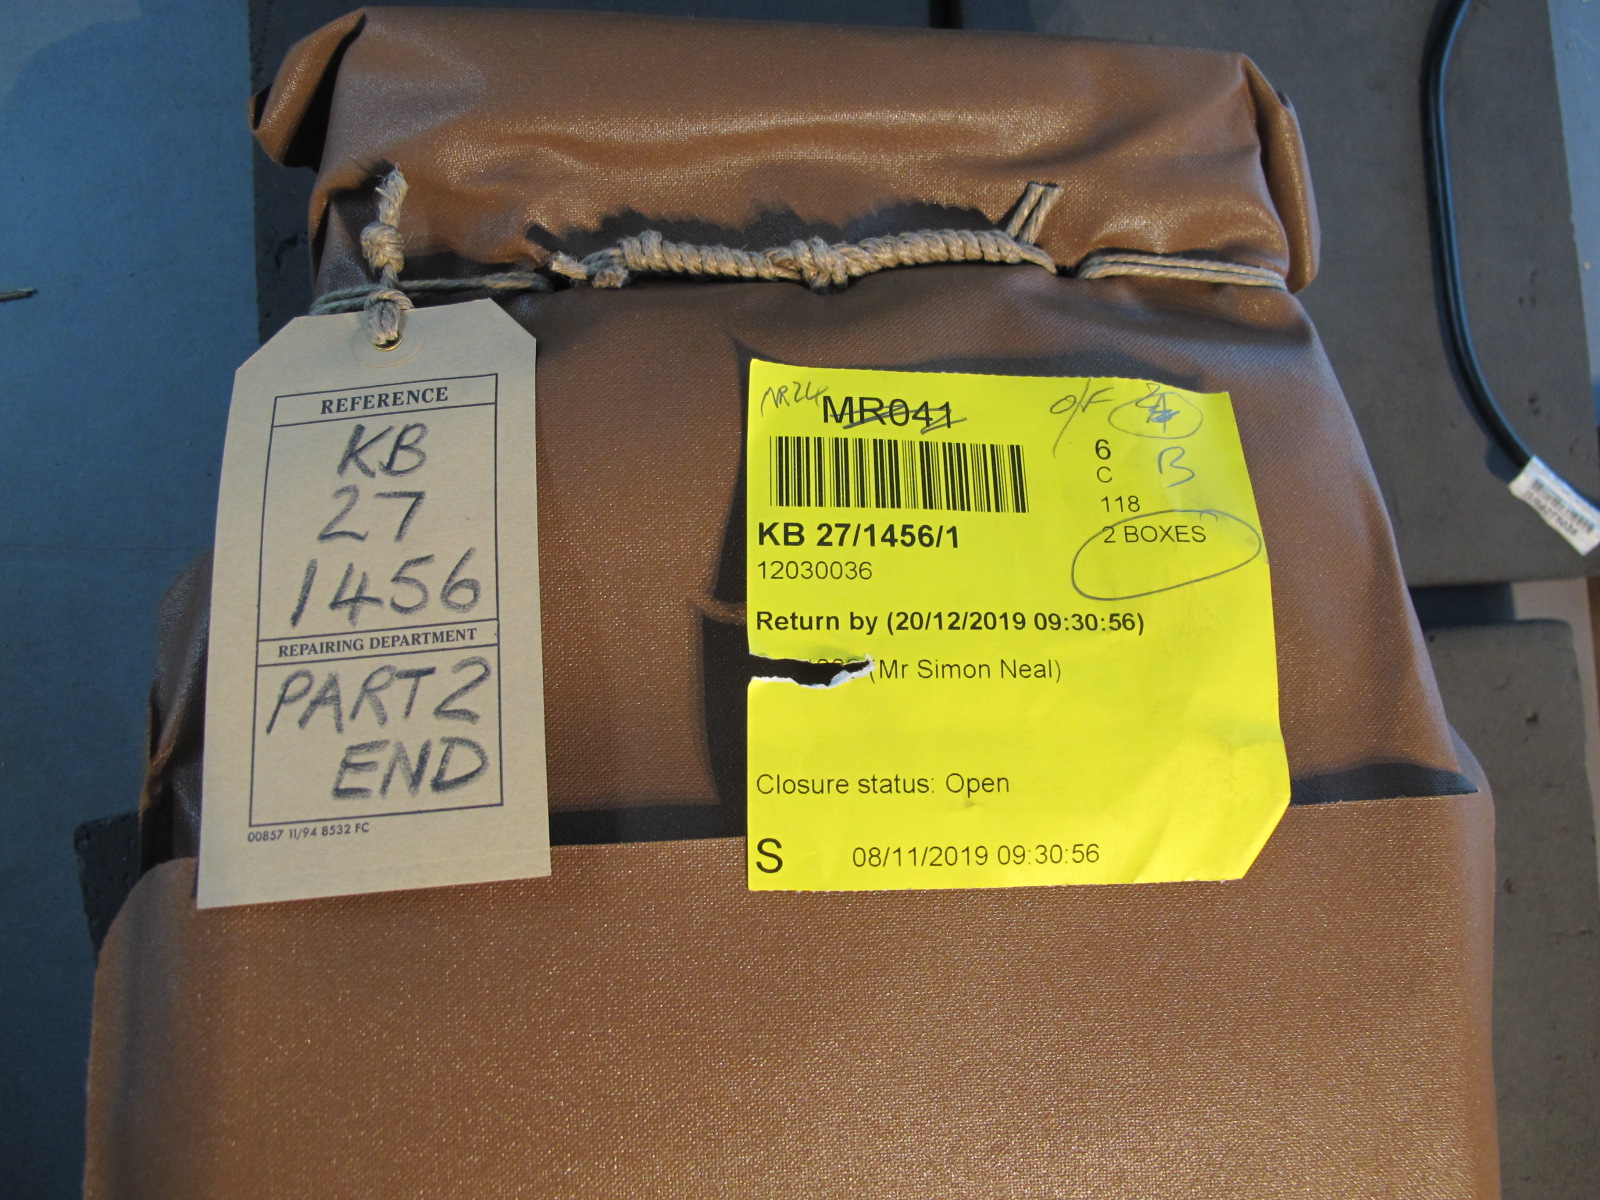 REFERENCE
KB
27
1456
REPAIRING DEPARTMENT
PART 2
END
00857 11/94 8532 FC
MR24
MR041
O/F
6
B
C
118
KB 27/1456/1
2 BOXES
12030036
Return by (20/12/2019 09:30:56)
(Mr Simon Neal)
Closure status: Open
S 08/11/2019 09:30:56